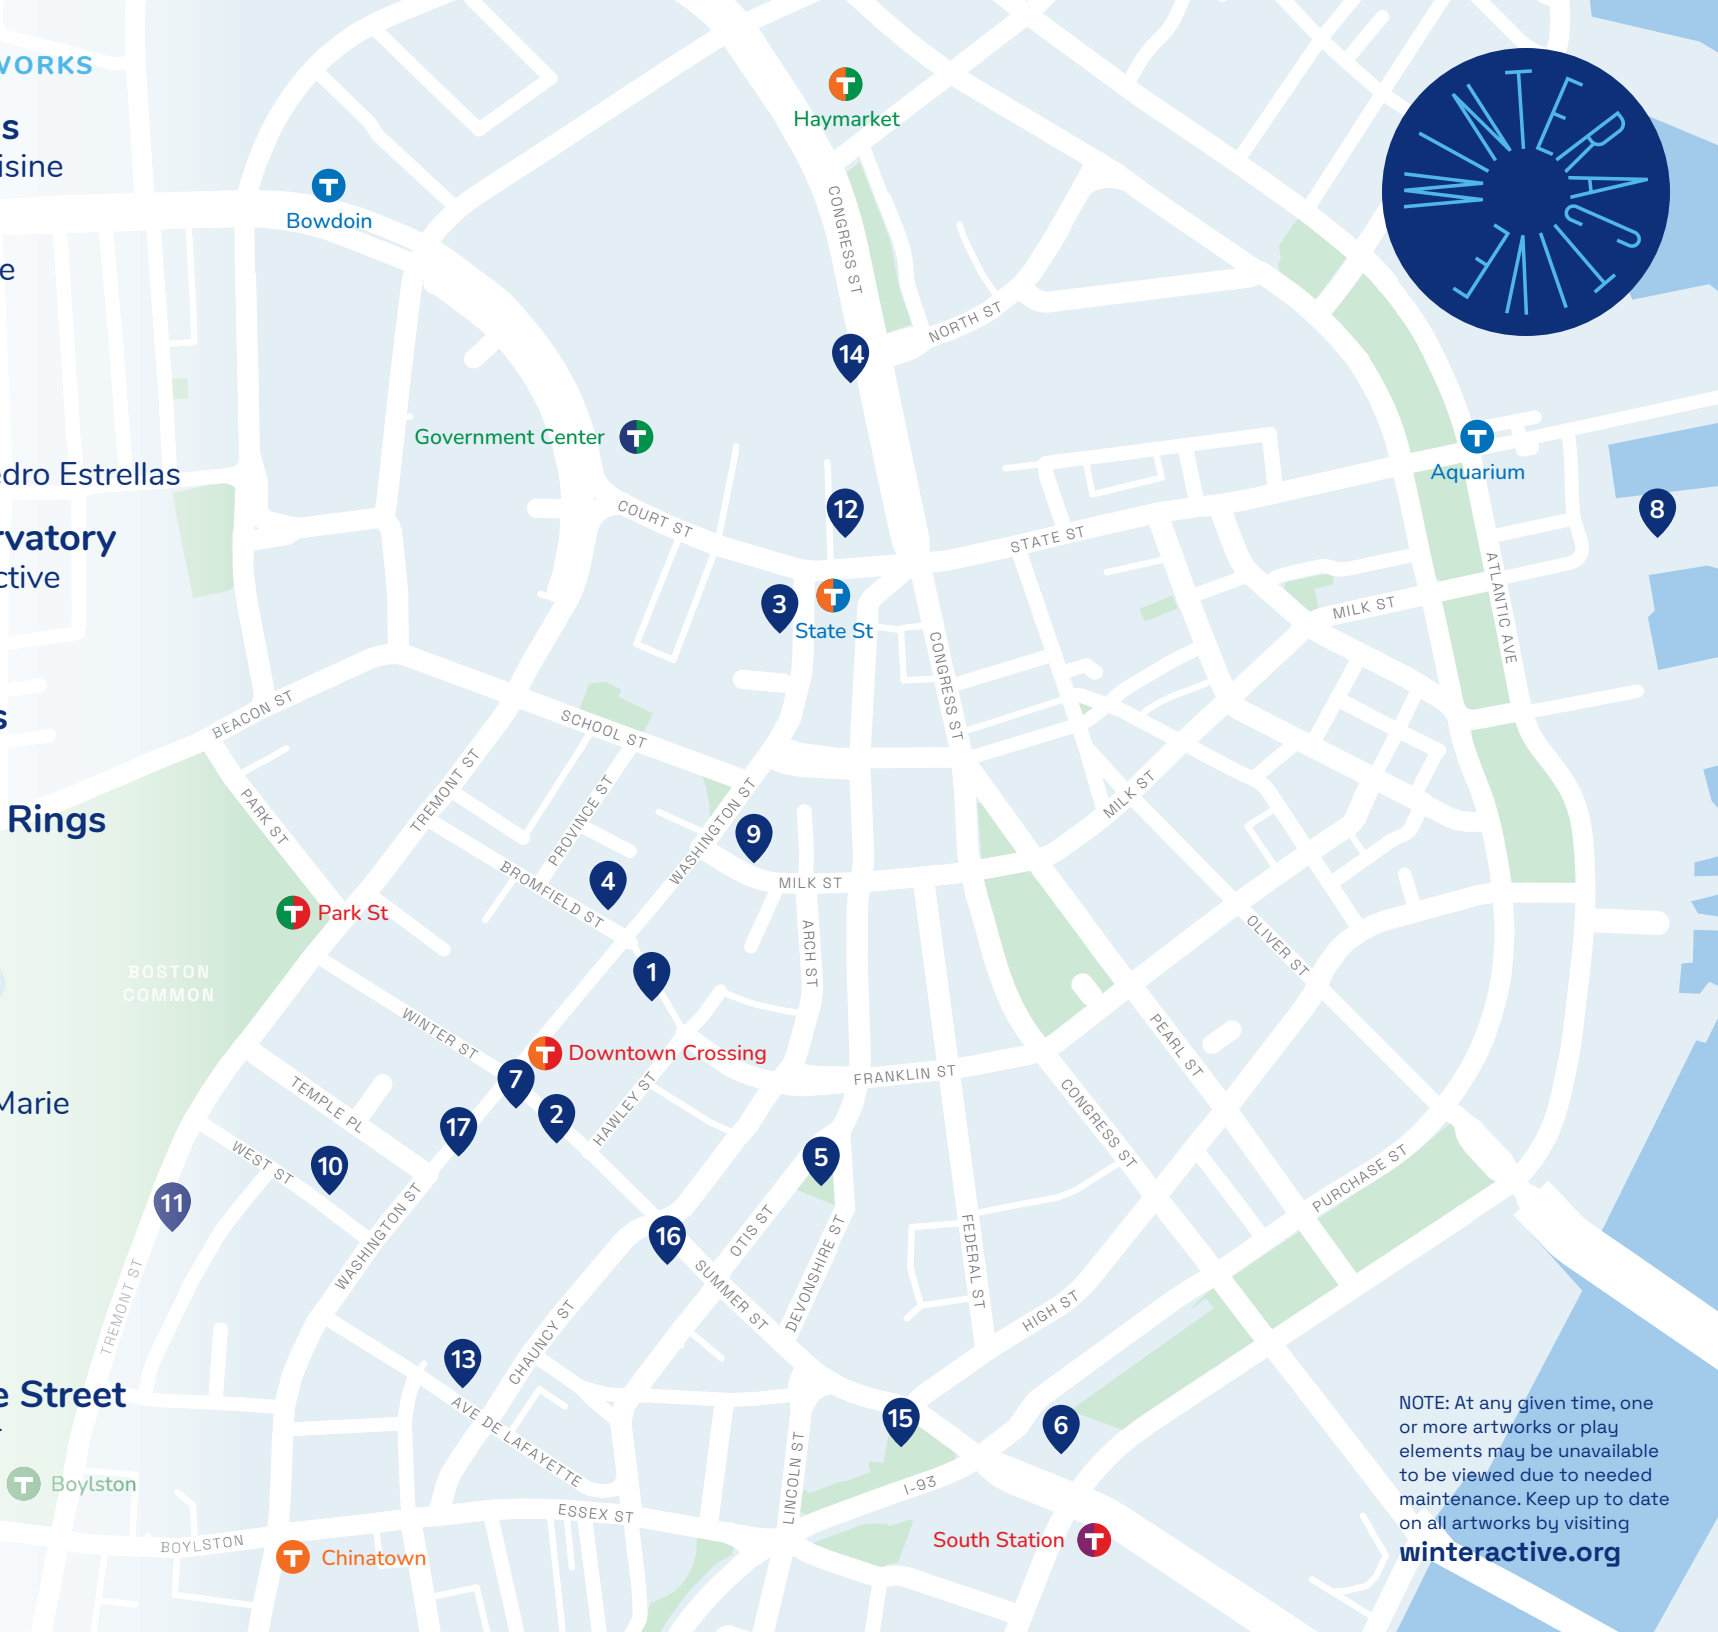 WORKS
s
isine
e
edro Estrellas
rvatory
ctive
s
Rings
Marie
e Street
Haymarket
Bowdoin
CONGRESS ST
NORTH ST
WINTERACTIVE
14
Government Center
Aquarium
12
8
COURT ST
STATE ST
3
State St
MILK ST
ATLANTIC AVE
CONGRESS ST
BEACON ST
SCHOOL ST
TREMONT ST
PARK ST
PROVINCE ST
WASHINGTON ST
MILK ST
9
4
MILK ST
BROMFIELD ST
Park St
ARCH ST
OLIVER ST
BOSTON
COMMON
1
WINTER ST
Downtown Crossing
PEARL ST
7
FRANKLIN ST
HAWLEY ST
TEMPLE PL
2
17
CONGRESS ST
WEST ST
10
5
PURCHASE ST
11
WASHINGTON ST
16
OTIS ST
DEVONSHIRE ST
FEDERAL ST
SUMMER ST
HIGH ST
TREMONT ST
CHAUNCY ST
13
AVE DE LAFAYETTE
15
6
LINCOLN ST
I-93
Boylston
ESSEX ST
BOYLSTON
Chinatown
South Station
NOTE: At any given time, one
or more artworks or play
elements may be unavailable
to be viewed due to needed
maintenance. Keep up to date
on all artworks by visiting
winteractive.org